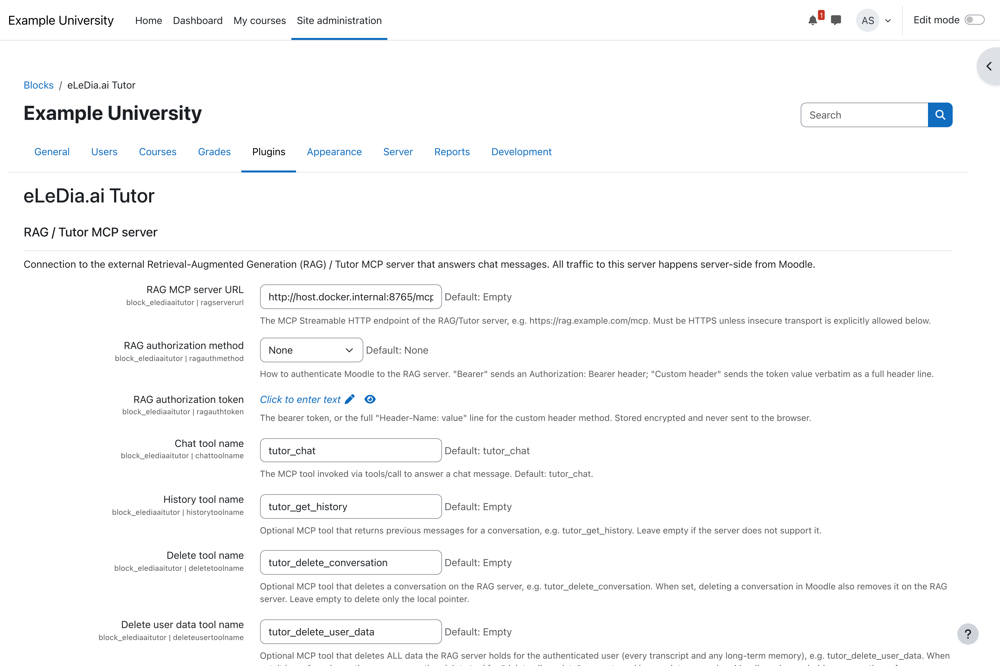 Example University
Home
Dashboard
My courses
Site administration
1
AS
Edit mode
Blocks / eLeDia.ai Tutor
Example University
Search
General
Users
Courses
Grades
Plugins
Appearance
Server
Reports
Development
eLeDia.ai Tutor
RAG / Tutor MCP server
Connection to the external Retrieval-Augmented Generation (RAG) / Tutor MCP server that answers chat messages. All traffic to this server happens server-side from Moodle.
RAG MCP server URL
block_elediaaitutor | ragserverurl
http://host.docker.internal:8765/mcp Default: Empty
The MCP Streamable HTTP endpoint of the RAG/Tutor server, e.g. https://rag.example.com/mcp. Must be HTTPS unless insecure transport is explicitly allowed below.
RAG authorization method
block_elediaaitutor | ragauthmethod
None Default: None
How to authenticate Moodle to the RAG server. "Bearer" sends an Authorization: Bearer header; "Custom header" sends the token value verbatim as a full header line.
RAG authorization token
block_elediaaitutor | ragauthtoken
Click to enter text
The bearer token, or the full "Header-Name: value" line for the custom header method. Stored encrypted and never sent to the browser.
Chat tool name
block_elediaaitutor | chattoolname
tutor_chat Default: tutor_chat
The MCP tool invoked via tools/call to answer a chat message. Default: tutor_chat.
History tool name
block_elediaaitutor | historytoolname
tutor_get_history Default: Empty
Optional MCP tool that returns previous messages for a conversation, e.g. tutor_get_history. Leave empty if the server does not support it.
Delete tool name
block_elediaaitutor | deletetoolname
tutor_delete_conversation Default: Empty
Optional MCP tool that deletes a conversation on the RAG server, e.g. tutor_delete_conversation. When set, deleting a conversation in Moodle also removes it on the RAG
server. Leave empty to delete only the local pointer.
Delete user data tool name
block_elediaaitutor | deleteusertoolname
tutor_delete_user_data Default: Empty
?
Optional MCP tool that deletes ALL data the RAG server holds for the authenticated user (every transcript and any long-term memory), e.g. tutor_delete_user_data. When